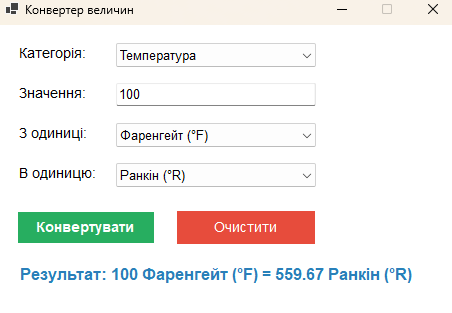 Конвертер величин
Категорія: Температура
Значення: 100
З одиниці: Фаренгейт (°F)
В одиницю: Ранкін (°R)
Конвертувати Очистити
Результат: 100 Фаренгейт (°F) = 559.67 Ранкін (°R)